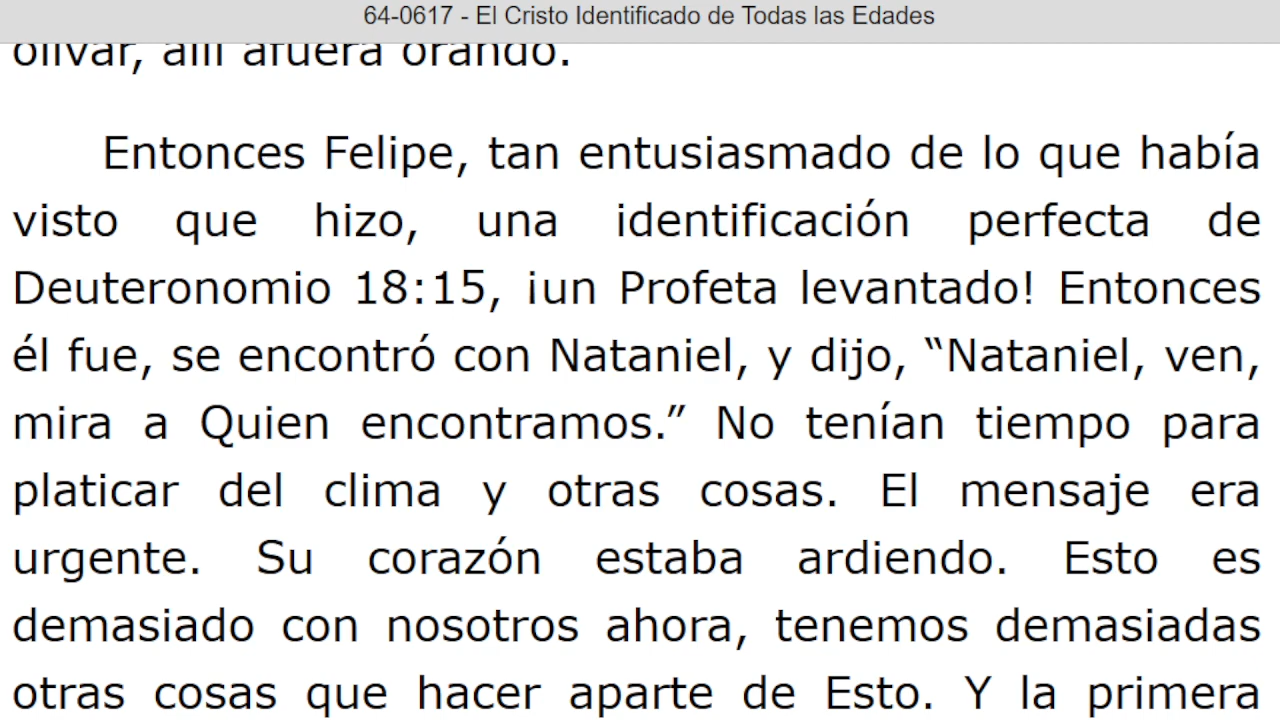 64-0617 - El Cristo Identificado de Todas las Edades
olivar, allí afuera orando.
Entonces Felipe, tan entusiasmado de lo que había
visto que hizo, una identificación perfecta de
Deuteronomio 18:15, ¡un Profeta levantado! Entonces
él fue, se encontró con Nataniel, y dijo, “Nataniel, ven,
mira a Quien encontramos.” No tenían tiempo para
platicar del clima y otras cosas. El mensaje era
urgente. Su corazón estaba ardiendo. Esto es
demasiado con nosotros ahora, tenemos demasiadas
otras cosas que hacer aparte de Esto. Y la primera